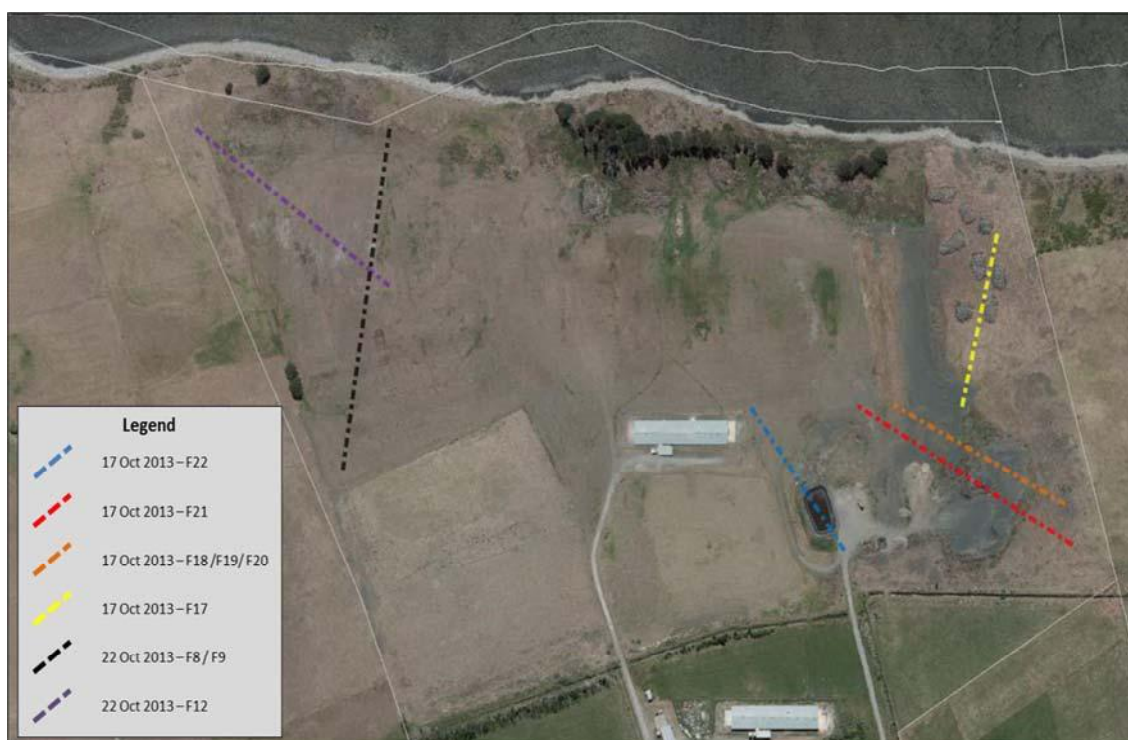 Legend
17 Oct 2013 – F22
17 Oct 2013 – F21
17 Oct 2013 – F18 /F19/ F20
17 Oct 2013 – F17
22 Oct 2013 – F8 / F9
22 Oct 2013 – F12